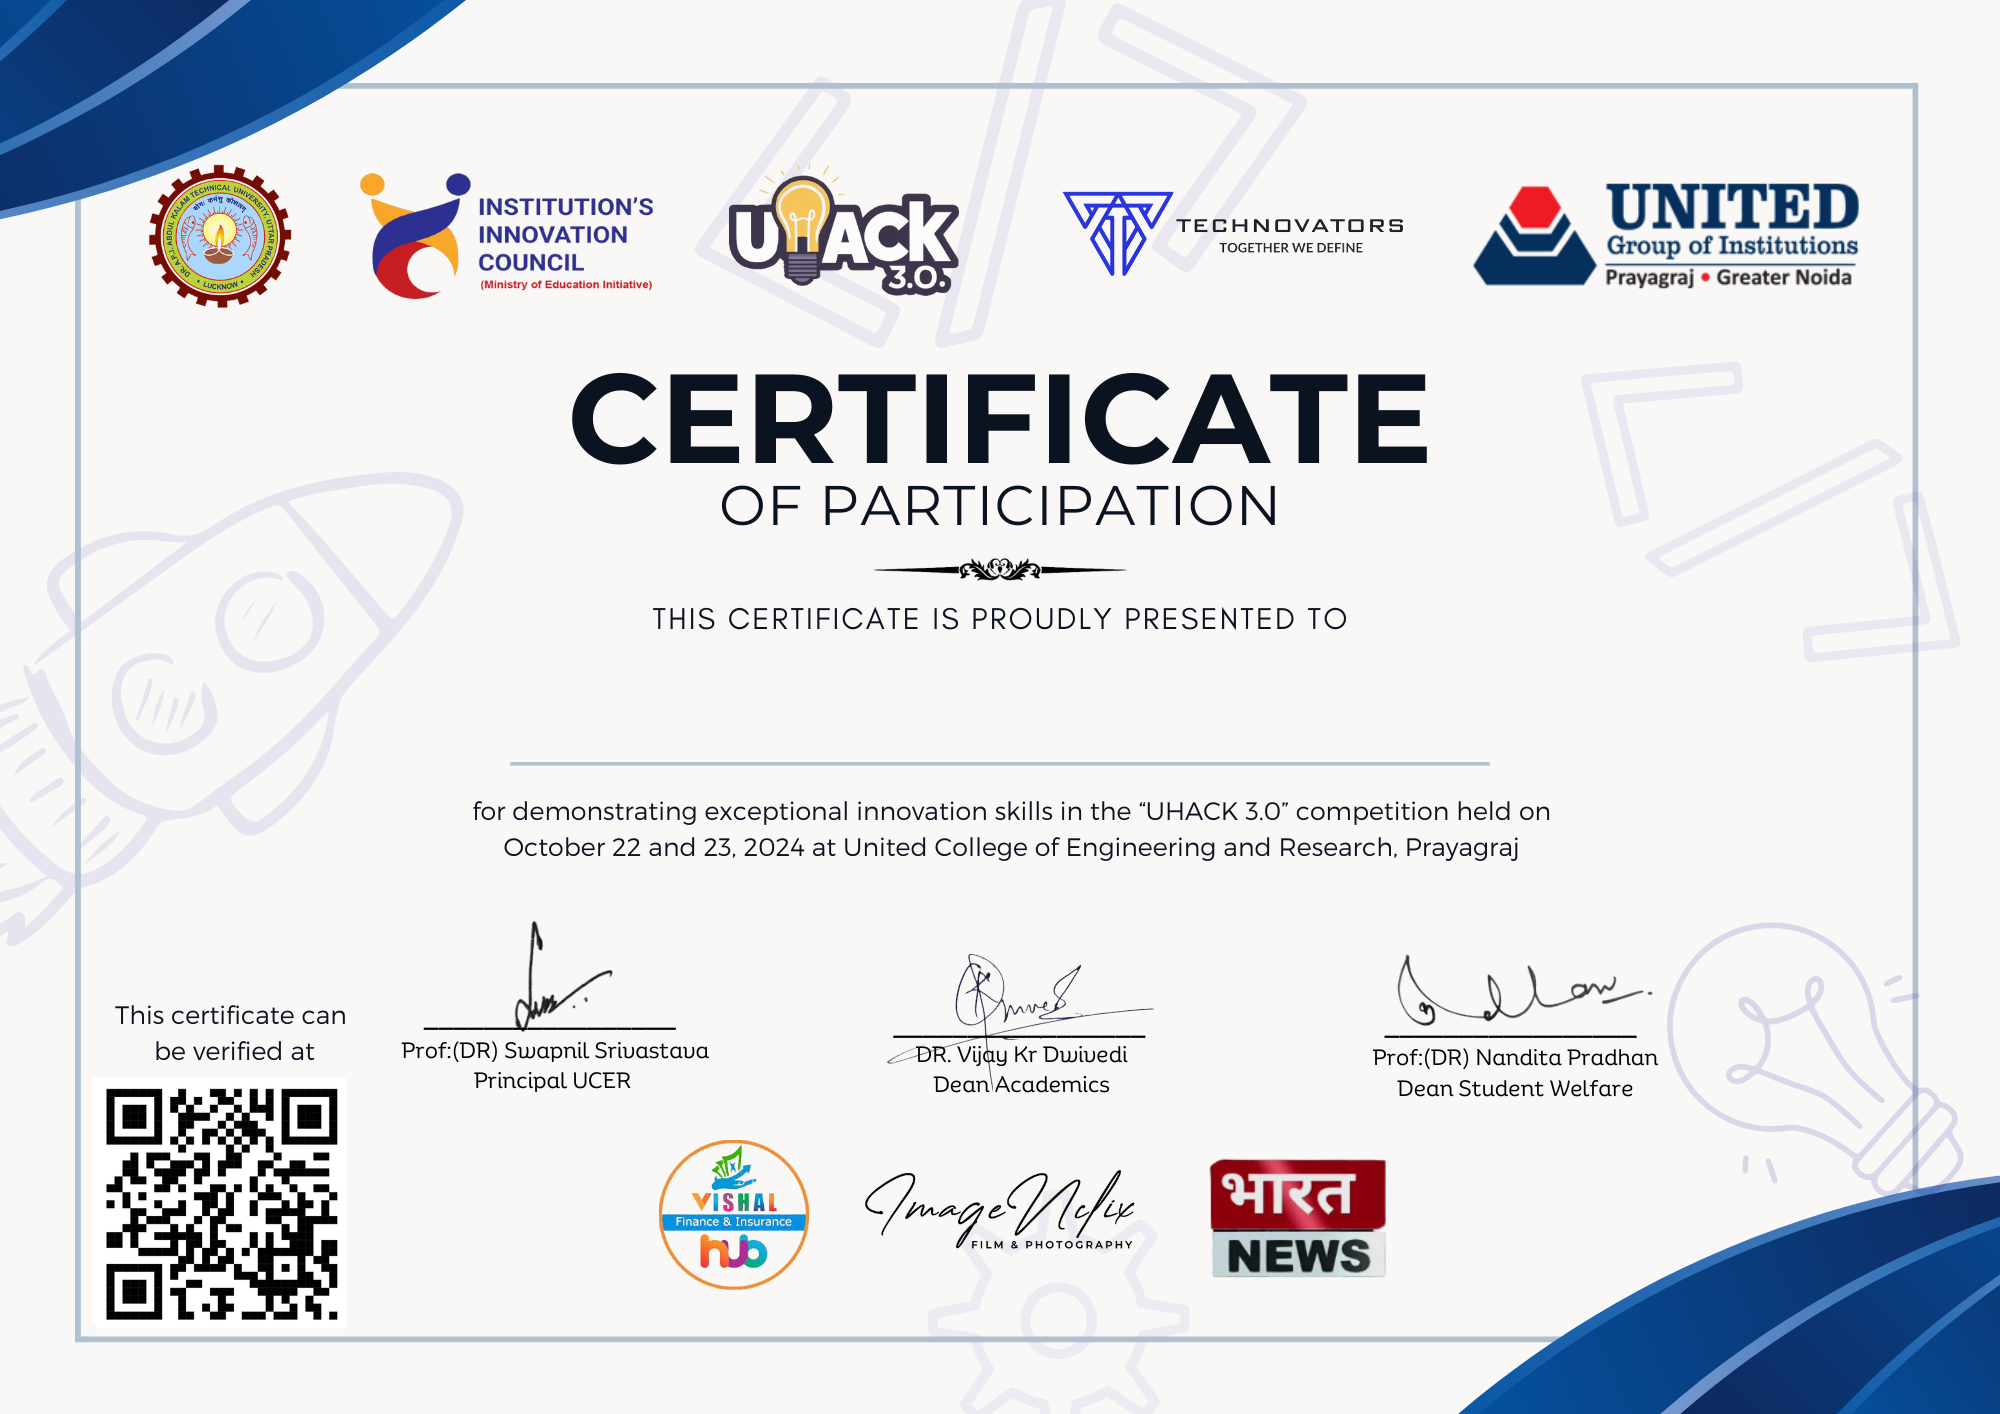 DR. A.P.J. ABDUL KALAM TECHNICAL UNIVERSITY UTTAR PRADESH
• LUCKNOW •
INSTITUTION'S
INNOVATION
COUNCIL
(Ministry of Education Initiative)
UHACK
3.0.
TECHNOVATORS
TOGETHER WE DEFINE
UNITED
Group of Institutions
Prayagraj • Greater Noida
CERTIFICATE
OF PARTICIPATION
THIS CERTIFICATE IS PROUDLY PRESENTED TO
for demonstrating exceptional innovation skills in the “UHACK 3.0” competition held on
October 22 and 23, 2024 at United College of Engineering and Research, Prayagraj
This certificate can
be verified at
Prof:(DR) Swapnil Srivastava
Principal UCER
DR. Vijay Kr Dwivedi
Dean Academics
Prof:(DR) Nandita Pradhan
Dean Student Welfare
VISHAL
Finance & Insurance
hub
ImageNclix
FILM & PHOTOGRAPHY
भारत
NEWS